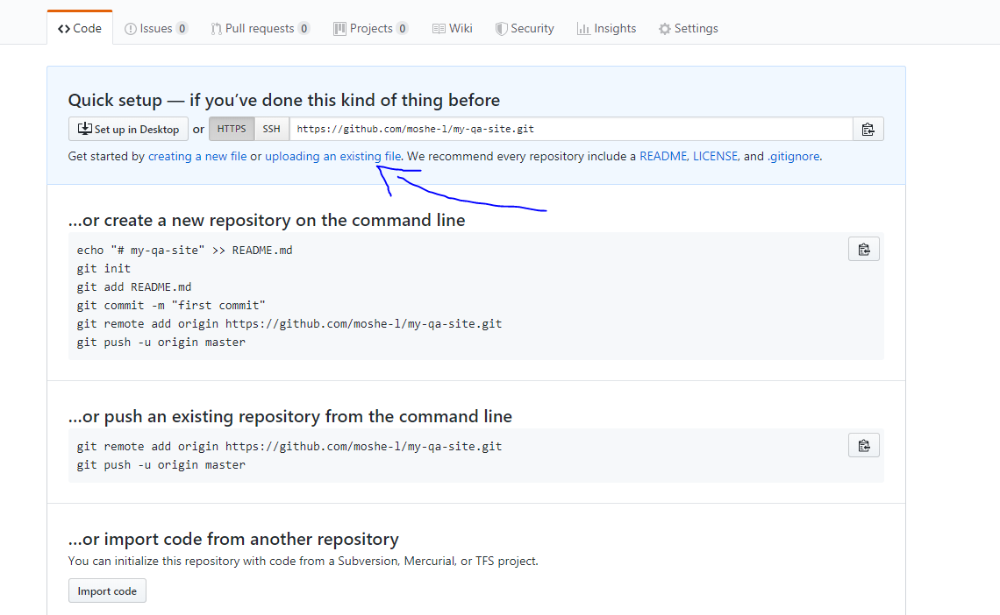 Code Issues 0 Pull requests 0 Projects 0 Wiki Security Insights Settings
Quick setup — if you’ve done this kind of thing before
Set up in Desktop or HTTPS SSH https://github.com/moshe-l/my-qa-site.git
Get started by creating a new file or uploading an existing file. We recommend every repository include a README, LICENSE, and .gitignore.
…or create a new repository on the command line
echo "# my-qa-site" >> README.md
git init
git add README.md
git commit -m "first commit"
git remote add origin https://github.com/moshe-l/my-qa-site.git
git push -u origin master
…or push an existing repository from the command line
git remote add origin https://github.com/moshe-l/my-qa-site.git
git push -u origin master
…or import code from another repository
You can initialize this repository with code from a Subversion, Mercurial, or TFS project.
Import code